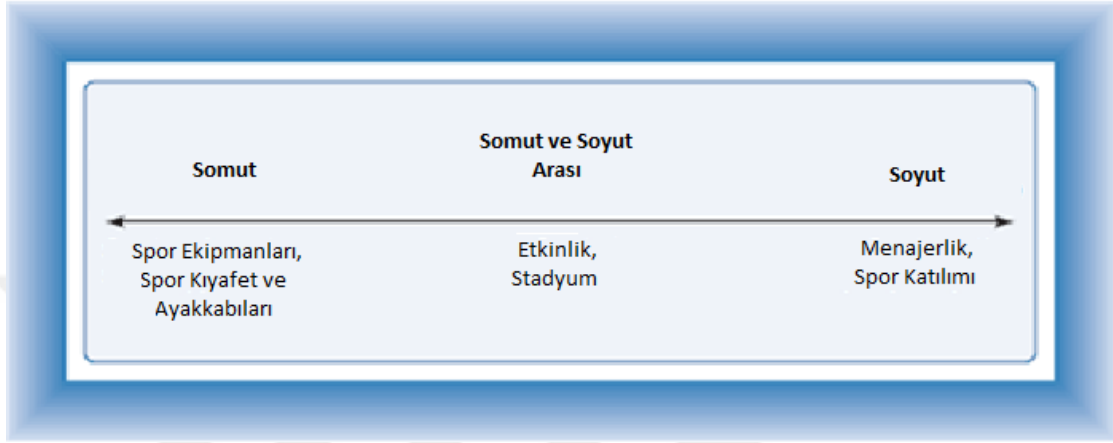 Somut
Somut ve Soyut
Arası
Soyut
Spor Ekipmanları,
Spor Kıyafet ve
Ayakkabıları
Etkinlik,
Stadyum
Menajerlik,
Spor Katılımı